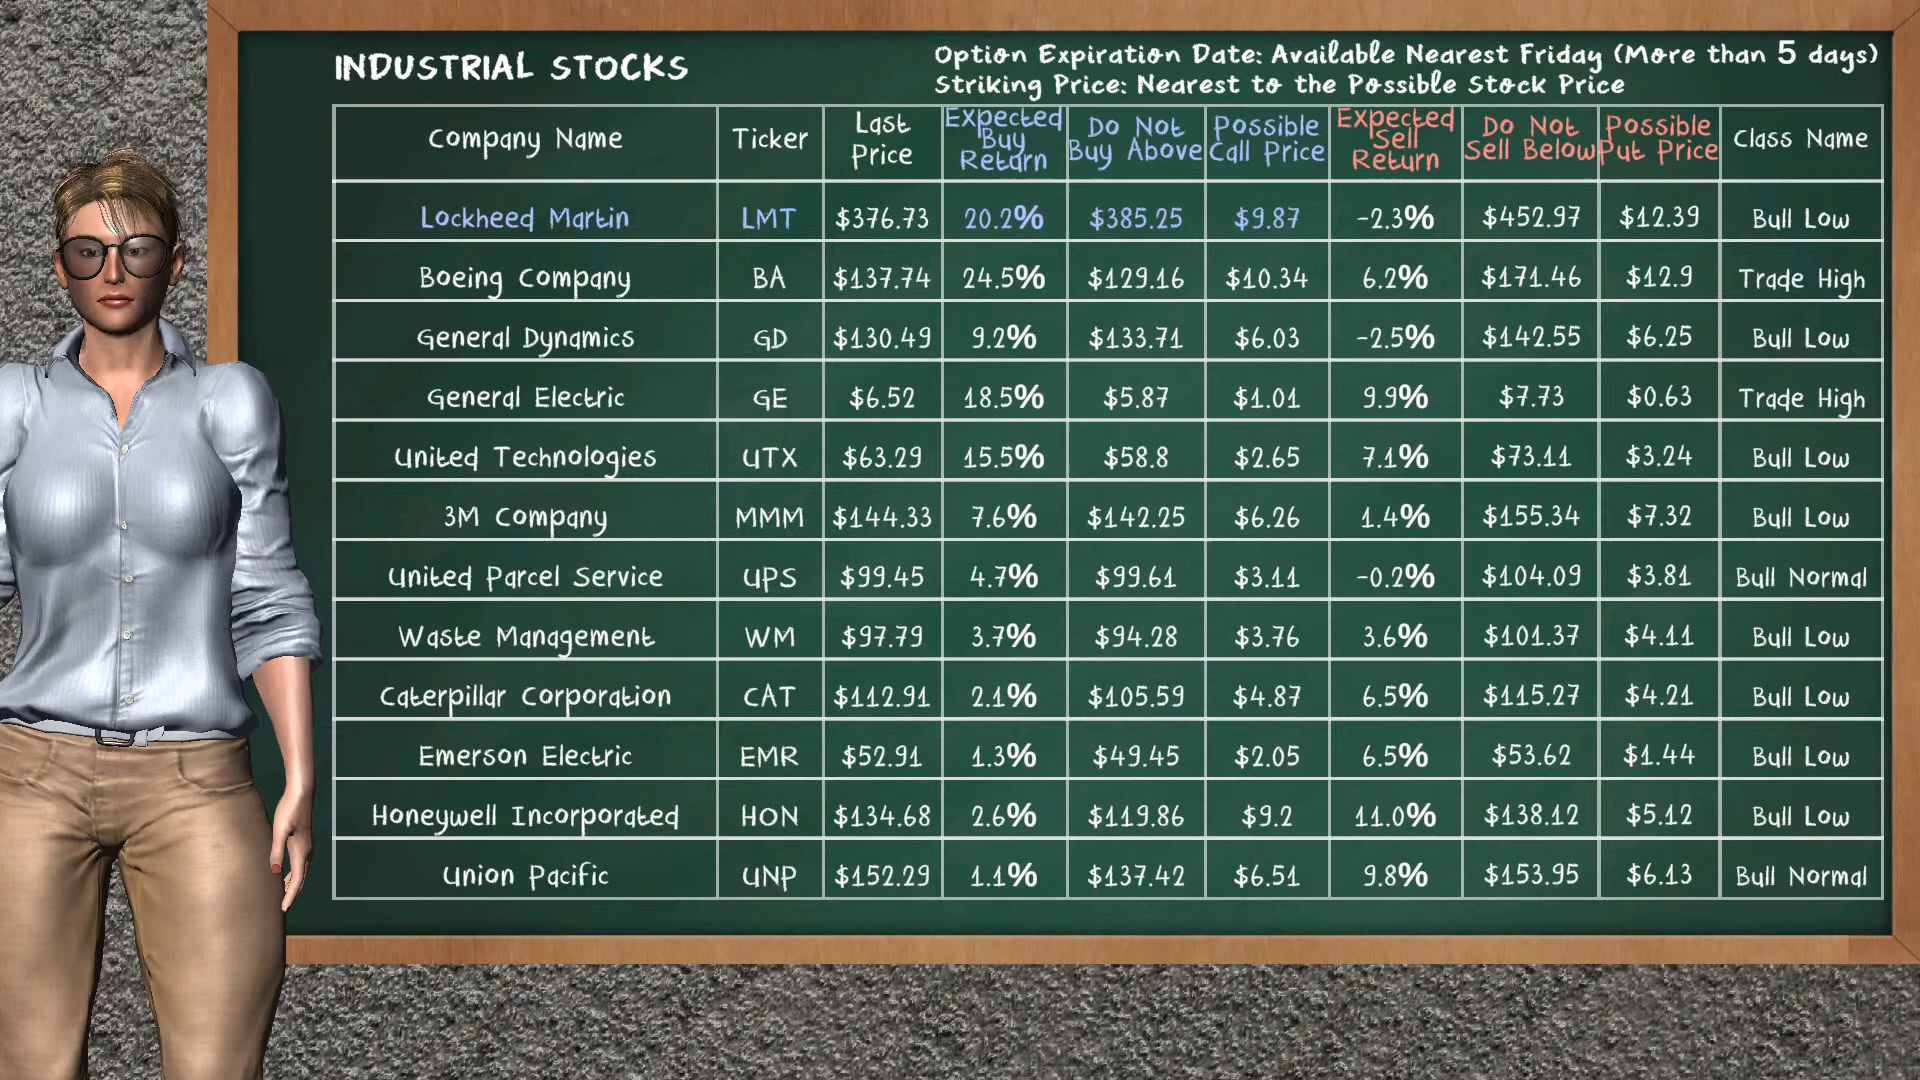 INDUSTRIAL STOCKS
Option Expiration Date: Available Nearest Friday (More than 5 days)
Striking Price: Nearest to the Possible Stock Price
Company Name Ticker Last Price Expected Buy Return Do Not Buy Above Possible Call Price Expected Sell Return Do Not Sell Below Possible Put Price Class Name
Lockheed Martin LMT $376.73 20.2% $385.25 $9.87 -2.3% $452.97 $12.39 Bull Low
Boeing Company BA $137.74 24.5% $129.16 $10.34 6.2% $171.46 $12.9 Trade High
General Dynamics GD $130.49 9.2% $133.71 $6.03 -2.5% $142.55 $6.25 Bull Low
General Electric GE $6.52 18.5% $5.87 $1.01 9.9% $7.73 $0.63 Trade High
United Technologies UTX $63.29 15.5% $58.8 $2.65 7.1% $73.11 $3.24 Bull Low
3M Company MMM $144.33 7.6% $142.25 $6.26 1.4% $155.34 $7.32 Bull Low
United Parcel Service UPS $99.45 4.7% $99.61 $3.11 -0.2% $104.09 $3.81 Bull Normal
Waste Management WM $97.79 3.7% $94.28 $3.76 3.6% $101.37 $4.11 Bull Low
Caterpillar Corporation CAT $112.91 2.1% $105.59 $4.87 6.5% $115.27 $4.21 Bull Low
Emerson Electric EMR $52.91 1.3% $49.45 $2.05 6.5% $53.62 $1.44 Bull Low
Honeywell Incorporated HON $134.68 2.6% $119.86 $9.2 11.0% $138.12 $5.12 Bull Low
Union Pacific UNP $152.29 1.1% $137.42 $6.51 9.8% $153.95 $6.13 Bull Normal